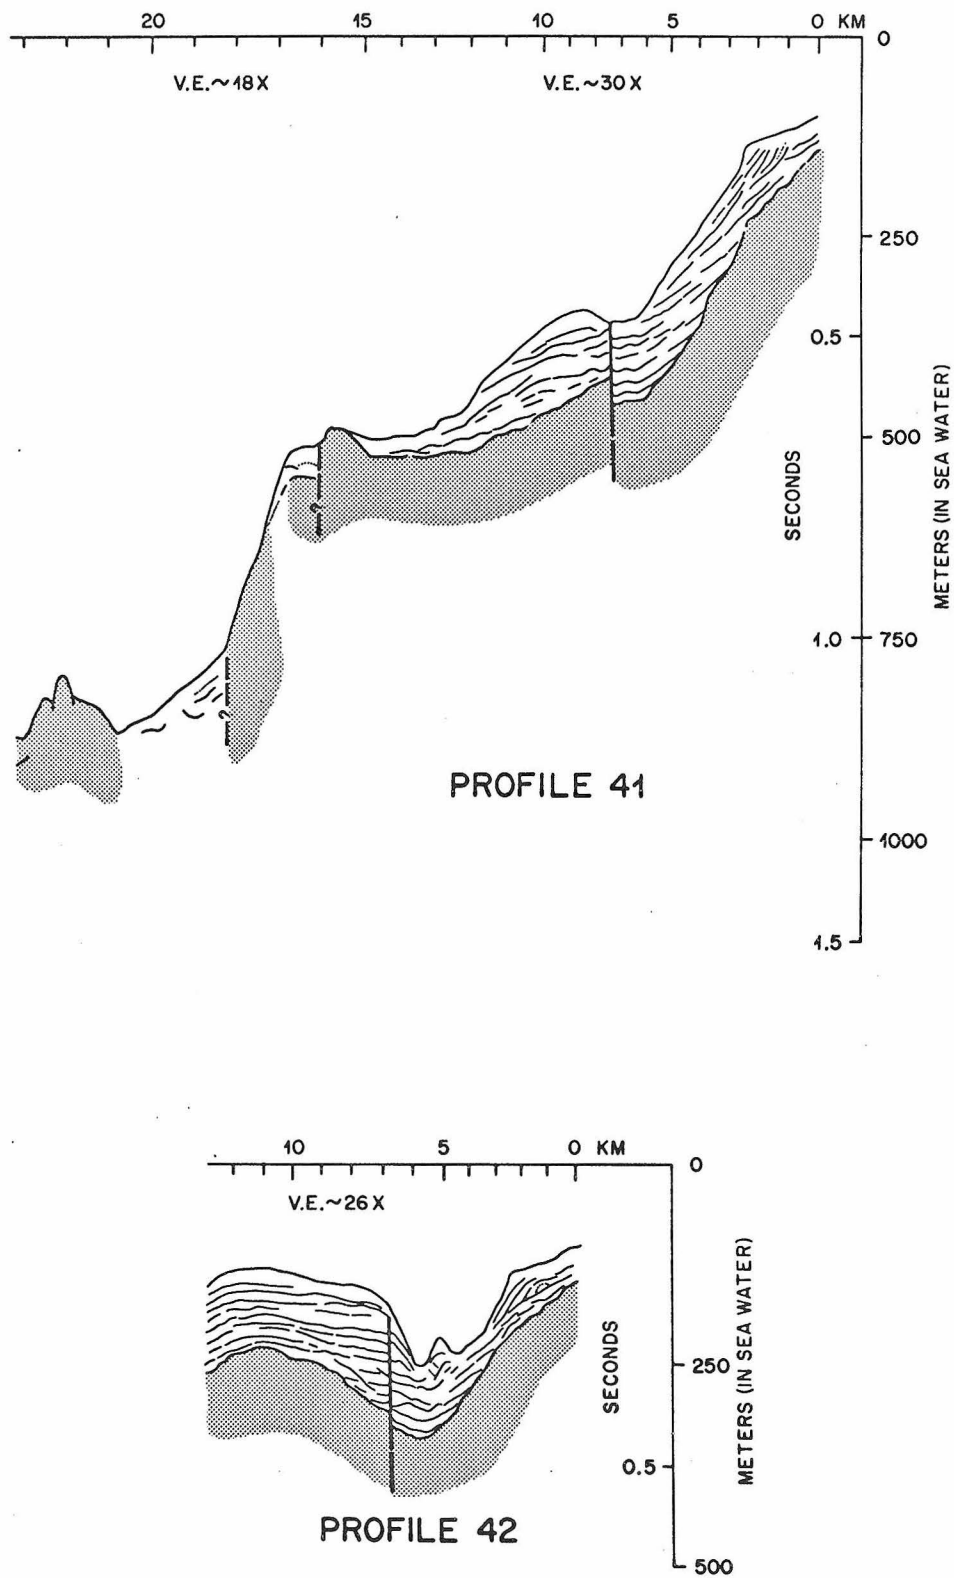 20 15 10 5 0 KM
0
V.E.~18X V.E.~30X
250
0.5
500
SECONDS
METERS (IN SEA WATER)
?
1.0 750
?
PROFILE 41
1000
1.5
10 5 0 KM
0
V.E.~26X
250
SECONDS
METERS (IN SEA WATER)
0.5
PROFILE 42
500